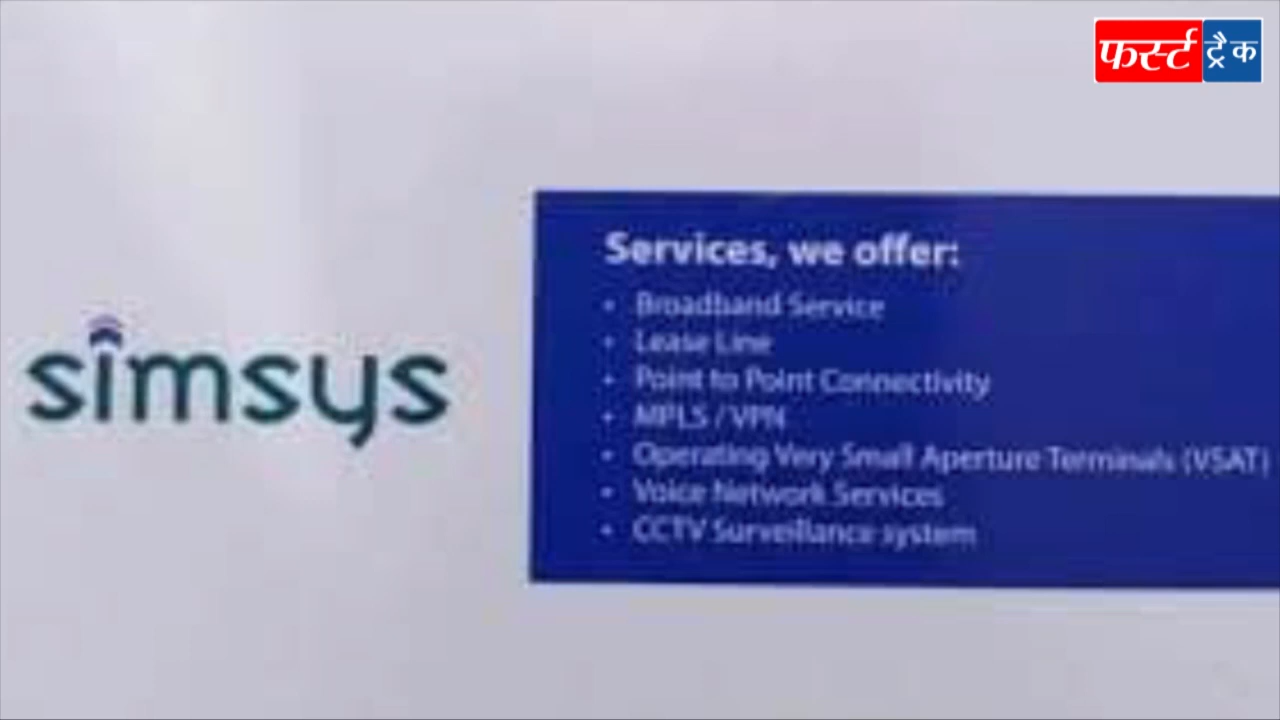 फर्स्ट ट्रैक
simsys
Services, we offer:
• Broadband Service
• Lease Line
• Point to Point Connectivity
• MPLS / VPN
• Operating Very Small Aperture Terminals (VSAT)
• Voice Network Services
• CCTV Surveillance system